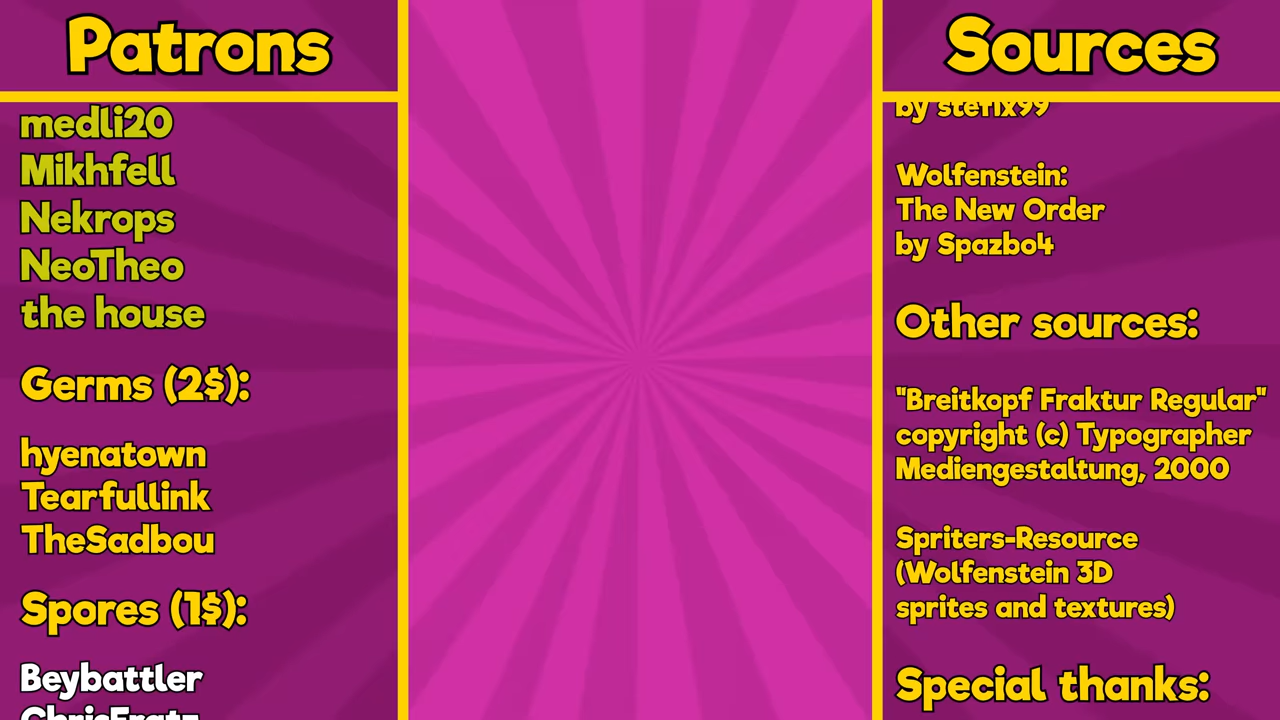 Patrons
medli20
Mikhfell
Nekrops
NeoTheo
the house
Germs (2$):
hyenatown
Tearfullink
TheSadbou
Spores (1$):
Beybattler
Sources
by stefix99
Wolfenstein:
The New Order
by Spazbo4
Other sources:
"Breitkopf Fraktur Regular"
copyright (c) Typographer
Mediengestaltung, 2000
Spriters-Resource
(Wolfenstein 3D
sprites and textures)
Special thanks: